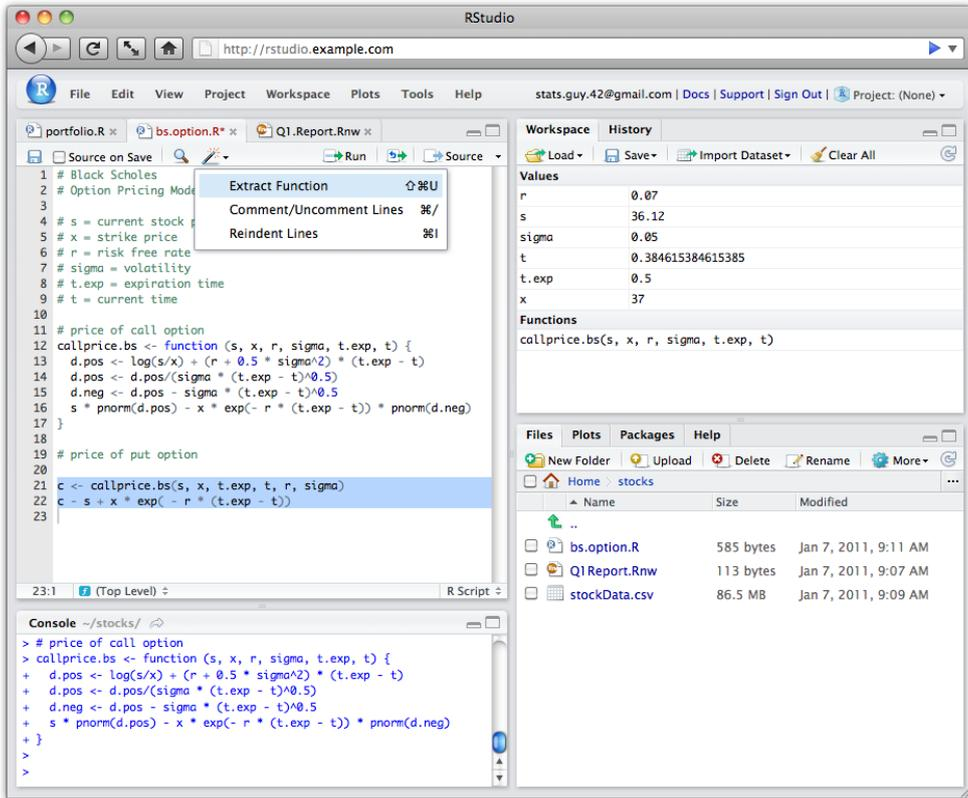 RStudio
http://rstudio.example.com
File Edit View Project Workspace Plots Tools Help
stats.guy.42@gmail.com | Docs | Support | Sign Out | Project: (None)
portfolio.R bs.option.R* Q1.Report.Rnw
Source on Save Run Source
Extract Function ⇧⌘U
Comment/Uncomment Lines ⌘/
Reindent Lines ⌘I
1 # Black Scholes
2 # Option Pricing Mode
3
4 # s = current stock p
5 # x = strike price
6 # r = risk free rate
7 # sigma = volatility
8 # t.exp = expiration time
9 # t = current time
10
11 # price of call option
12 callprice.bs <- function (s, x, r, sigma, t.exp, t) {
13 d.pos <- log(s/x) + (r + 0.5 * sigma^2) * (t.exp - t)
14 d.pos <- d.pos/(sigma * (t.exp - t)^0.5)
15 d.neg <- d.pos - sigma * (t.exp - t)^0.5
16 s * pnorm(d.pos) - x * exp(- r * (t.exp - t)) * pnorm(d.neg)
17 }
18
19 # price of put option
20
21 c <- callprice.bs(s, x, t.exp, t, r, sigma)
22 c - s + x * exp( - r * (t.exp - t))
23
23:1 (Top Level) R Script
Console ~/stocks/
> # price of call option
> callprice.bs <- function (s, x, r, sigma, t.exp, t) {
+ d.pos <- log(s/x) + (r + 0.5 * sigma^2) * (t.exp - t)
+ d.pos <- d.pos/(sigma * (t.exp - t)^0.5)
+ d.neg <- d.pos - sigma * (t.exp - t)^0.5
+ s * pnorm(d.pos) - x * exp(- r * (t.exp - t)) * pnorm(d.neg)
+ }
>
>
Workspace History
Load Save Import Dataset Clear All
Values
r 0.07
s 36.12
sigma 0.05
t 0.384615384615385
t.exp 0.5
x 37
Functions
callprice.bs(s, x, r, sigma, t.exp, t)
Files Plots Packages Help
New Folder Upload Delete Rename More
Home stocks ...
Name Size Modified
..
bs.option.R 585 bytes Jan 7, 2011, 9:11 AM
Q1Report.Rnw 113 bytes Jan 7, 2011, 9:07 AM
stockData.csv 86.5 MB Jan 7, 2011, 9:09 AM